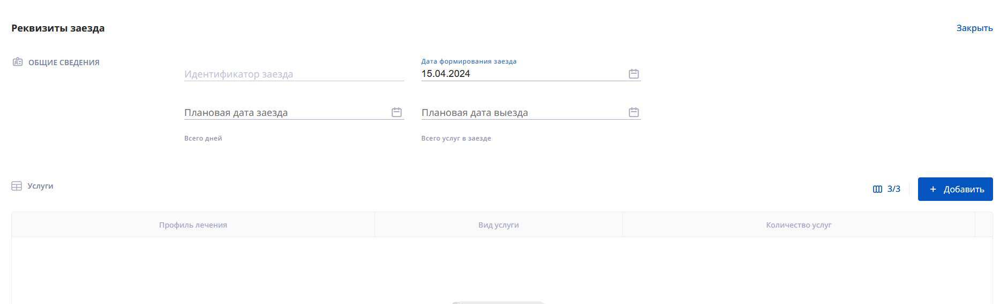 Реквизиты заезда
Закрыть
ОБЩИЕ СВЕДЕНИЯ
Идентификатор заезда
Дата формирования заезда
15.04.2024
Плановая дата заезда
Плановая дата выезда
Всего дней
Всего услуг в заезде
Услуги
3/3
+ Добавить
Профиль лечения
Вид услуги
Количество услуг